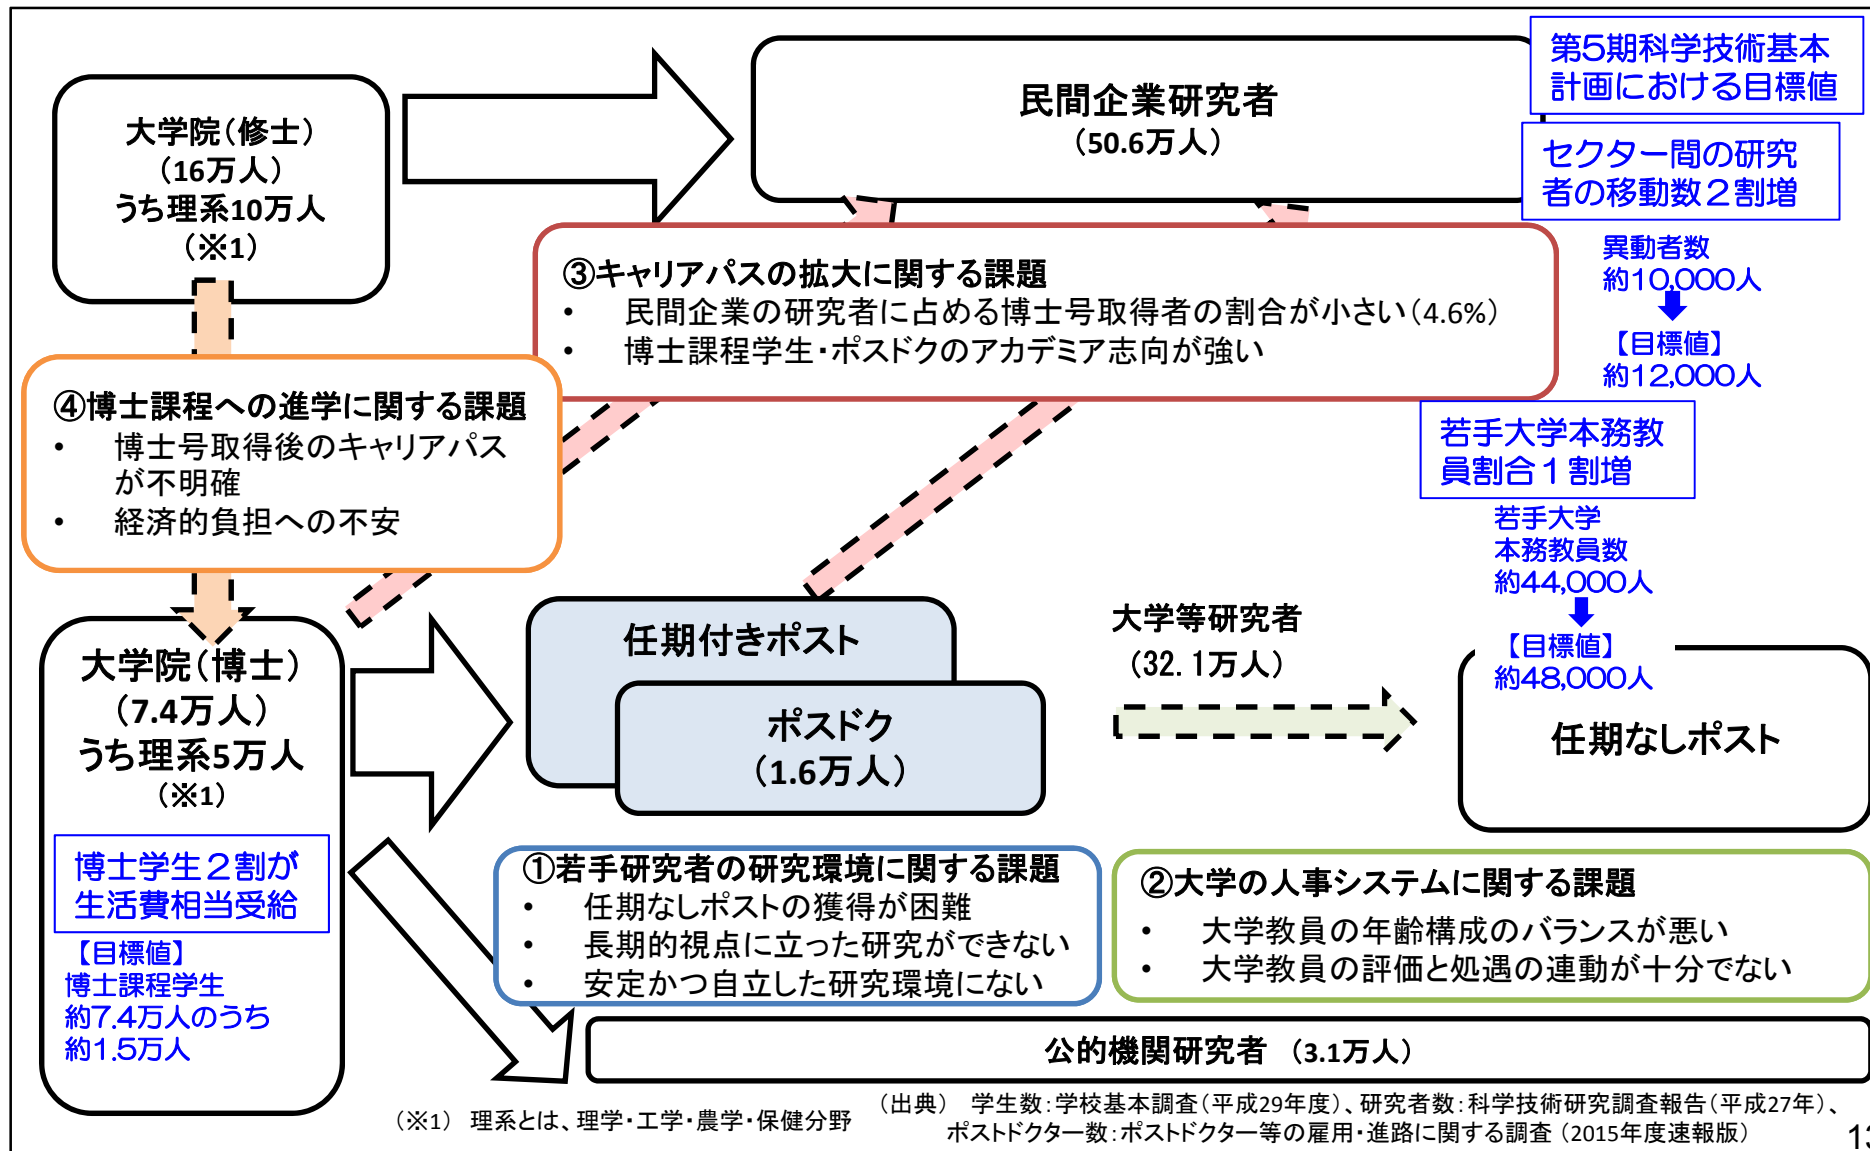 第5期科学技術基本
計画における目標値
大学院（修士）
（16万人）
うち理系10万人
（※1）
民間企業研究者
（50.6万人）
セクター間の研究
者の移動数２割増
異動者数
約10,000人
【目標値】
約12,000人
③キャリアパスの拡大に関する課題
• 民間企業の研究者に占める博士号取得者の割合が小さい（4.6%）
• 博士課程学生・ポスドクのアカデミア志向が強い
④博士課程への進学に関する課題
• 博士号取得後のキャリアパス
が不明確
• 経済的負担への不安
若手大学本務教
員割合１割増
若手大学
本務教員数
約44,000人
【目標値】
約48,000人
大学院（博士）
（7.4万人）
うち理系5万人
（※1）
博士学生２割が
生活費相当受給
【目標値】
博士課程学生
約7.4万人のうち
約1.5万人
任期付きポスト
ポスドク
（1.6万人）
大学等研究者
（32.1万人）
任期なしポスト
①若手研究者の研究環境に関する課題
• 任期なしポストの獲得が困難
• 長期的視点に立った研究ができない
• 安定かつ自立した研究環境にない
②大学の人事システムに関する課題
• 大学教員の年齢構成のバランスが悪い
• 大学教員の評価と処遇の連動が十分でない
公的機関研究者 （3.1万人）
（※1） 理系とは、理学・工学・農学・保健分野
（出典） 学生数：学校基本調査（平成29年度）、研究者数：科学技術研究調査報告（平成27年）、
ポストドクター数：ポストドクター等の雇用・進路に関する調査（2015年度速報版）